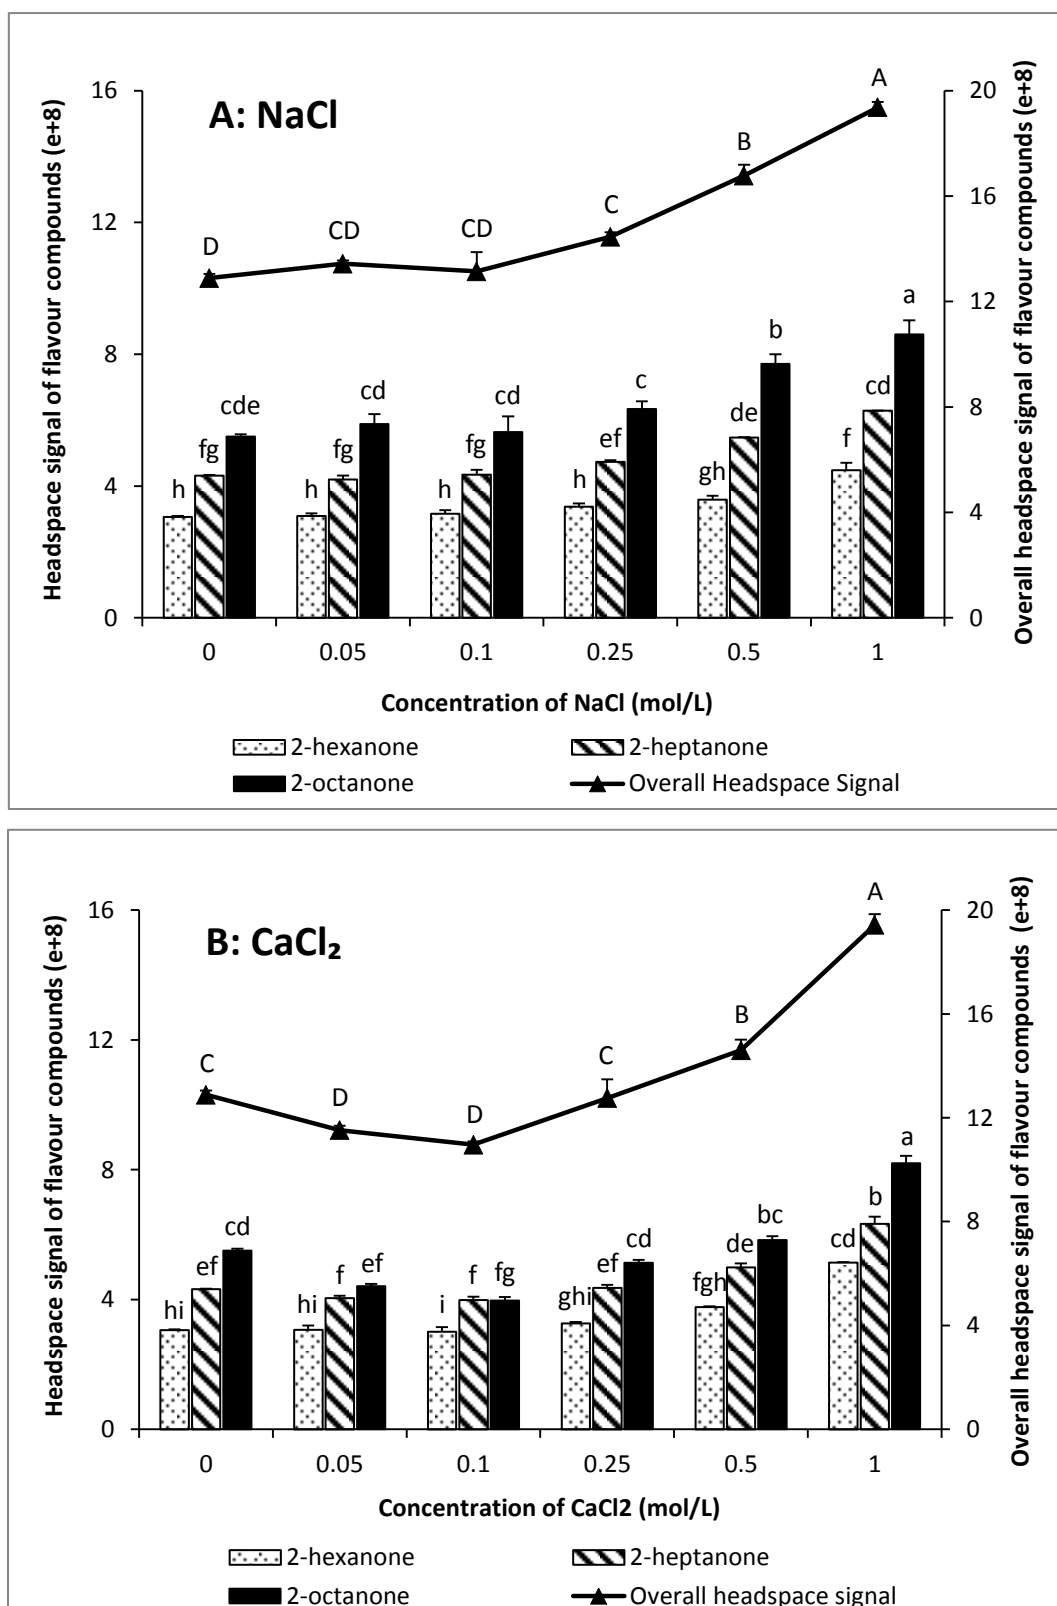 A: NaCl
Headspace signal of flavour compounds (e+8)
Overall headspace signal of flavour compounds (e+8)
16
12
8
4
0
20
16
12
8
4
0
D
CD
CD
C
B
A
h
fg
cde
h
fg
cd
h
fg
cd
h
ef
c
gh
de
b
f
cd
a
0 0.05 0.1 0.25 0.5 1
Concentration of NaCl (mol/L)
2-hexanone 2-heptanone
2-octanone Overall Headspace Signal
B: CaCl₂
Headspace signal of flavour compounds (e+8)
Overall headspace signal of flavour compounds (e+8)
16
12
8
4
0
20
16
12
8
4
0
C
D
D
C
B
A
hi
ef
cd
hi
f
ef
i
f
fg
ghi
ef
cd
fgh
de
bc
cd
b
a
0 0.05 0.1 0.25 0.5 1
Concentration of CaCl2 (mol/L)
2-hexanone 2-heptanone
2-octanone Overall headspace signal